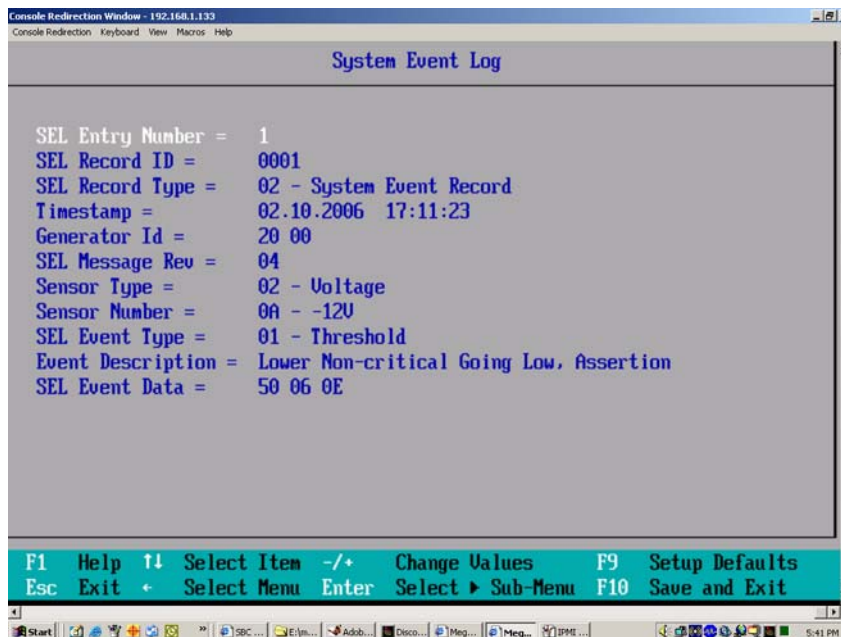 Console Redirection Window - 192.168.1.133
Console Redirection Keyboard View Macros Help
System Event Log
SEL Entry Number = 1
SEL Record ID = 0001
SEL Record Type = 02 - System Event Record
Timestamp = 02.10.2006 17:11:23
Generator Id = 20 00
SEL Message Rev = 04
Sensor Type = 02 - Voltage
Sensor Number = 0A - -12V
SEL Event Type = 01 - Threshold
Event Description = Lower Non-critical Going Low, Assertion
SEL Event Data = 50 06 0E
F1 Help ↑↓ Select Item -/+ Change Values F9 Setup Defaults
Esc Exit ← Select Menu Enter Select ▶ Sub-Menu F10 Save and Exit
Start » SBC ... E:\m... Adob... Disco... Meg... Meg... IPMI ... 5:41 PM